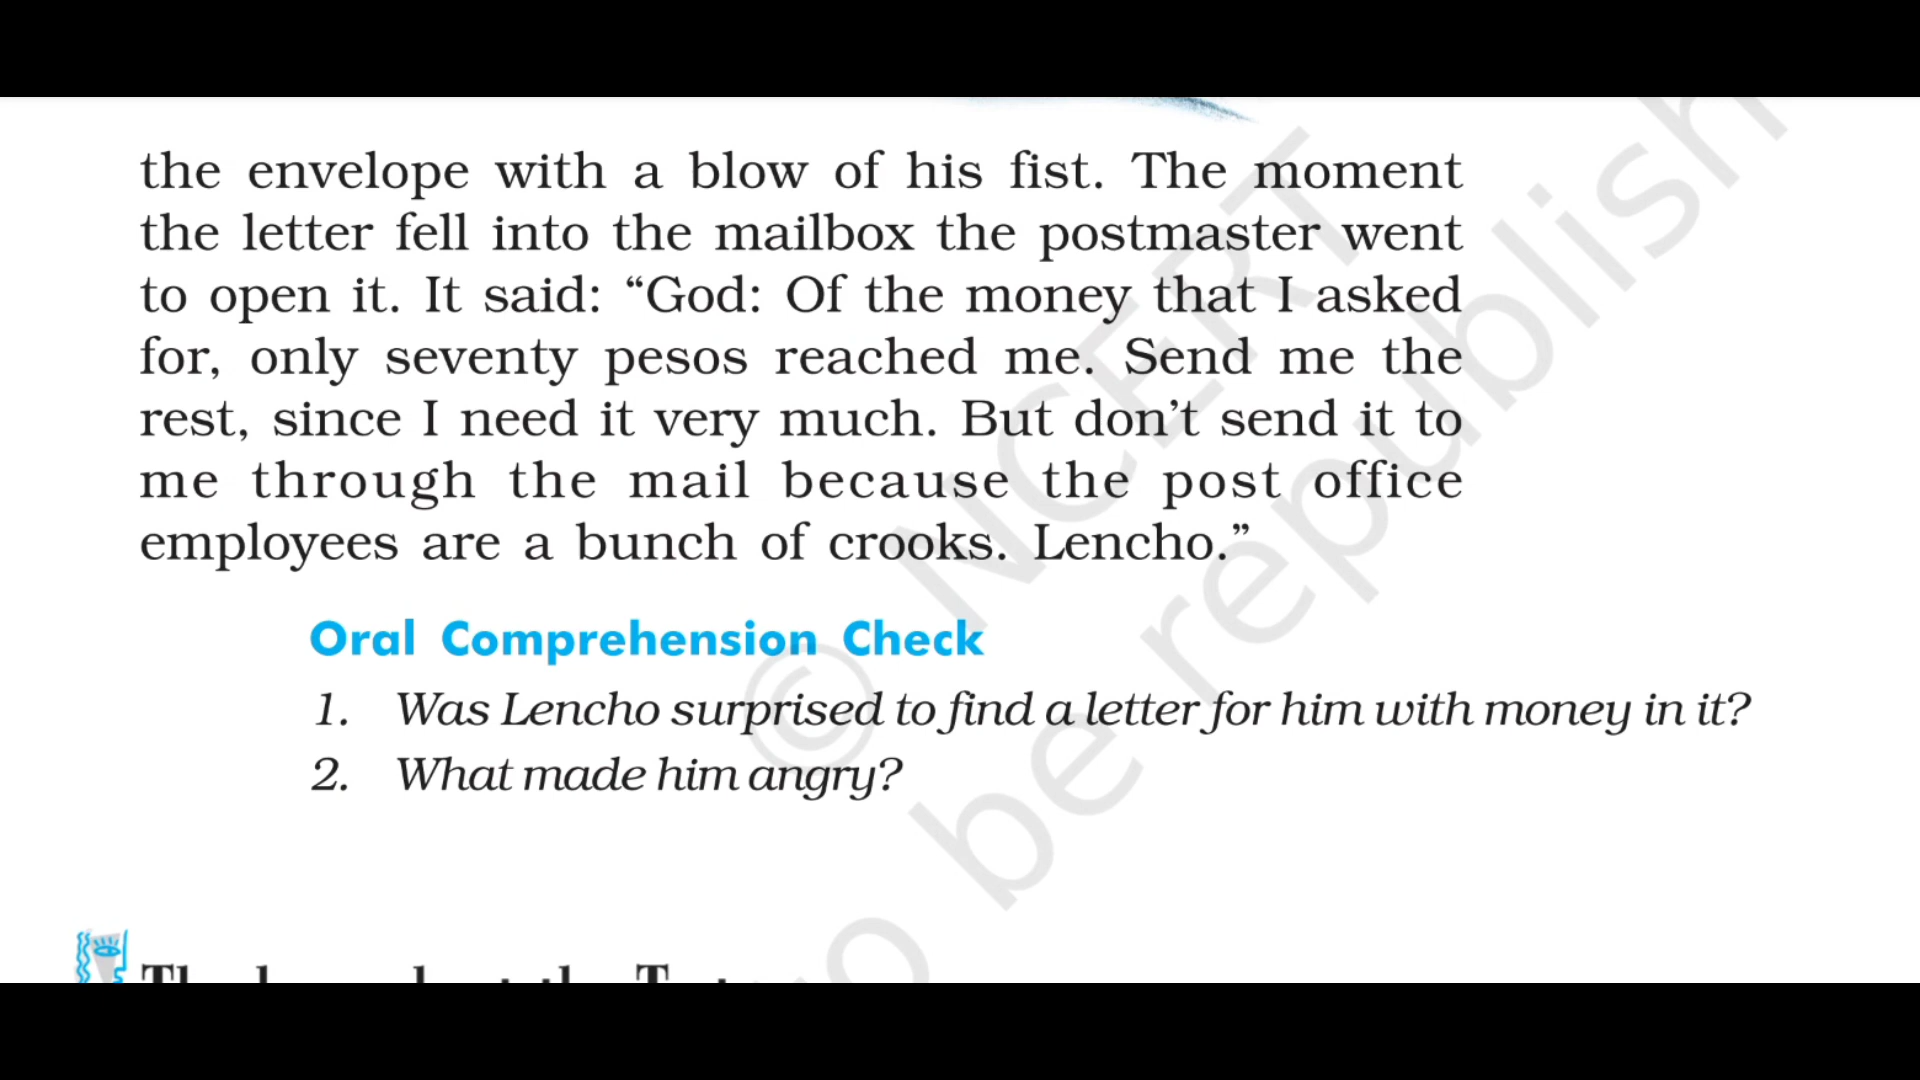 the envelope with a blow of his fist. The moment
the letter fell into the mailbox the postmaster went
to open it. It said: “God: Of the money that I asked
for, only seventy pesos reached me. Send me the
rest, since I need it very much. But don’t send it to
me through the mail because the post office
employees are a bunch of crooks. Lencho.”
Oral Comprehension Check
1. Was Lencho surprised to find a letter for him with money in it?
2. What made him angry?
© NCERT
be republish